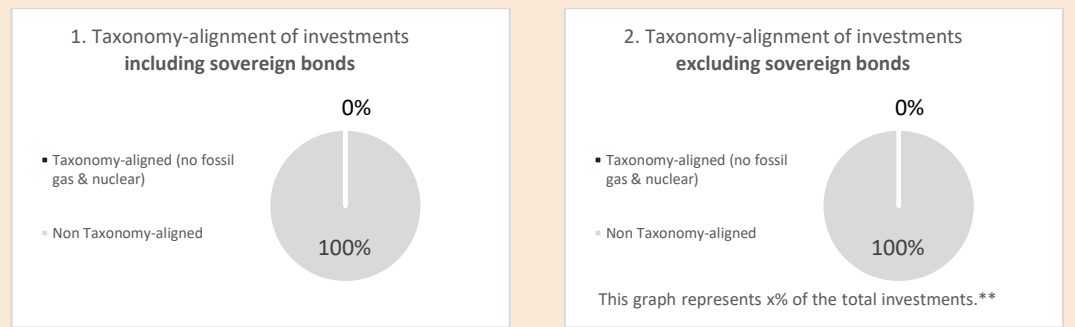 1. Taxonomy-alignment of investments
including sovereign bonds
0%
Taxonomy-aligned (no fossil
gas & nuclear)
Non Taxonomy-aligned
100%
2. Taxonomy-alignment of investments
excluding sovereign bonds
0%
Taxonomy-aligned (no fossil
gas & nuclear)
Non Taxonomy-aligned
100%
This graph represents x% of the total investments.**